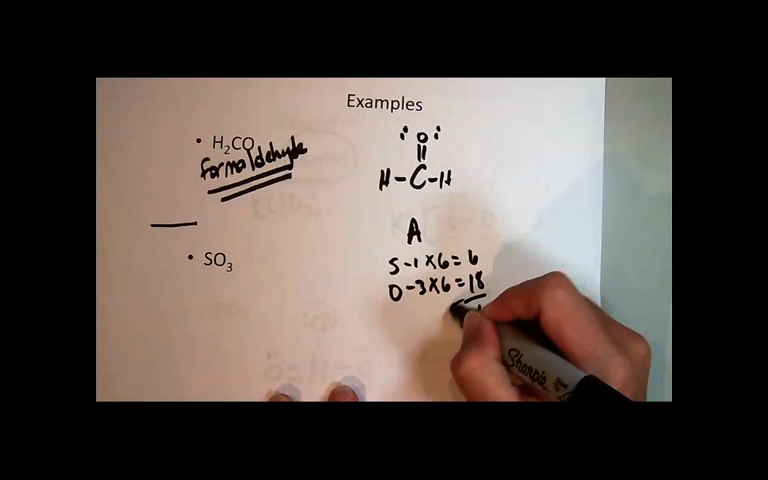 Examples
• H₂CO
Formaldehyde
:O:
||
H-C-H
A
• SO₃
S-1×6=6
O-3×6=18
Sharpie